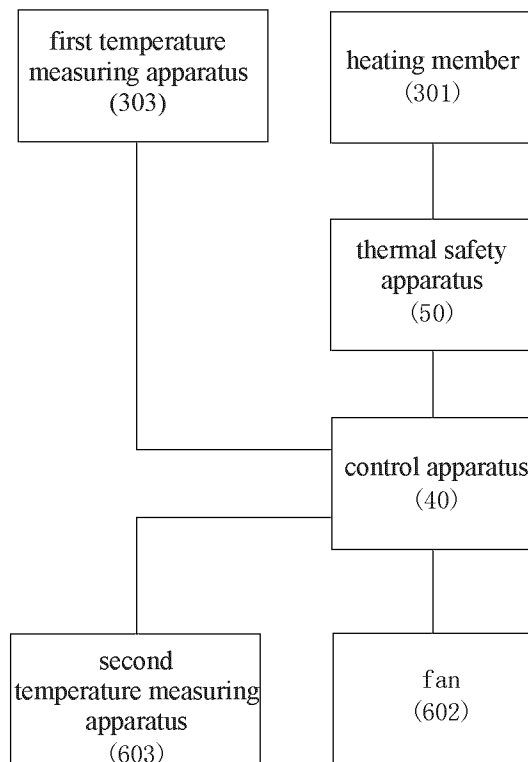 first temperature
measuring apparatus
(303)
heating member
(301)
thermal safety
apparatus
(50)
control apparatus
(40)
second
temperature measuring
apparatus
(603)
fan
(602)